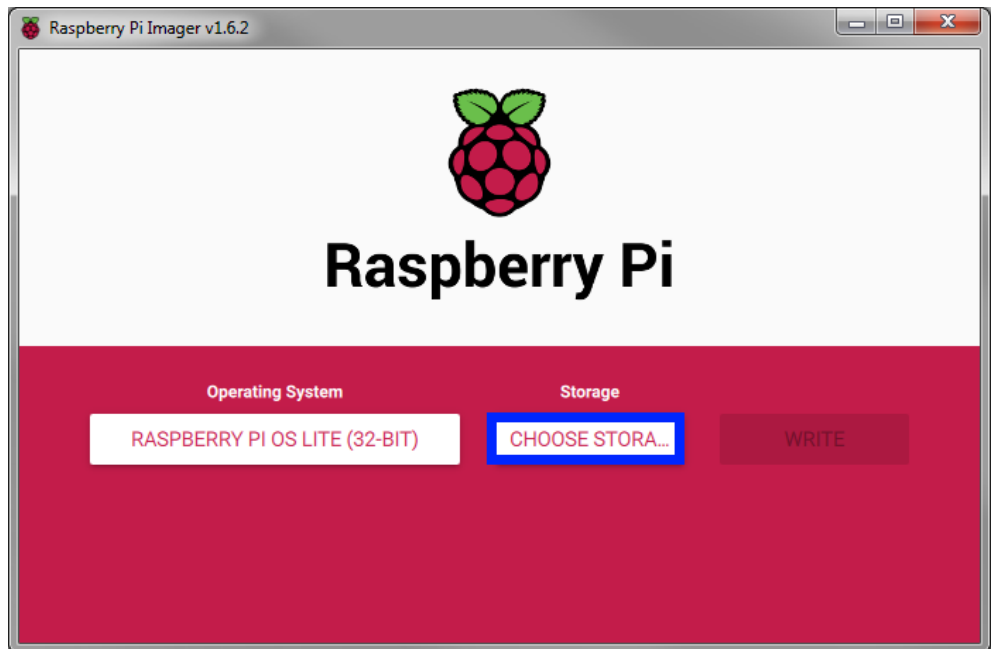 Raspberry Pi Imager v1.6.2
Raspberry Pi
Operating System
Storage
RASPBERRY PI OS LITE (32-BIT)
CHOOSE STORA...
WRITE